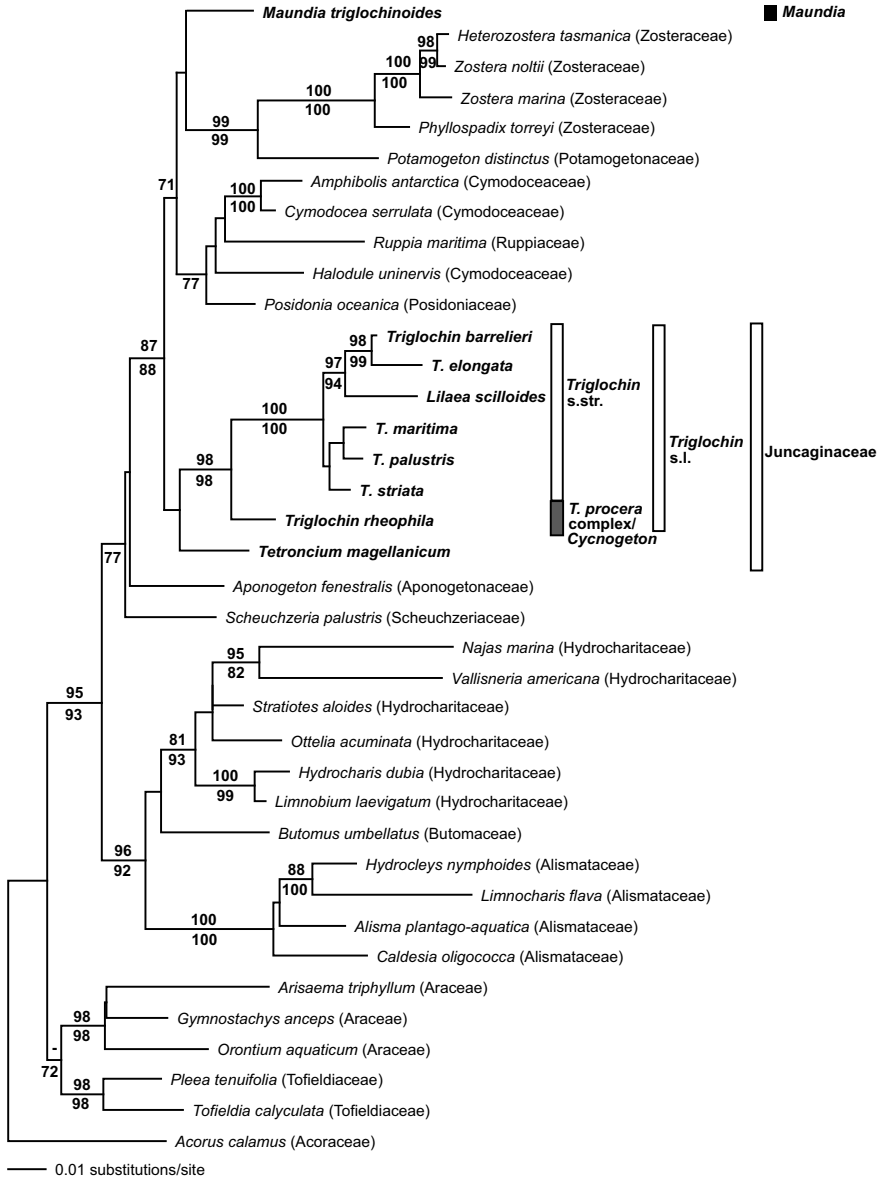 Maundia triglochinoides
Maundia
Heterozostera tasmanica (Zosteraceae)
98
99
Zostera noltii (Zosteraceae)
100
100
Zostera marina (Zosteraceae)
100
100
Phyllospadix torreyi (Zosteraceae)
99
99
Potamogeton distinctus (Potamogetonaceae)
71
Amphibolis antarctica (Cymodoceaceae)
100
100
Cymodocea serrulata (Cymodoceaceae)
Ruppia maritima (Ruppiaceae)
Halodule uninervis (Cymodoceaceae)
77
Posidonia oceanica (Posidoniaceae)
87
88
Triglochin barrelieri
98
99
T. elongata
97
94
Lilaea scilloides
100
100
T. maritima
T. palustris
T. striata
98
98
Triglochin rheophila
Tetroncium magellanicum
Triglochin
s.str.
T. procera
complex/
Cycnogeton
Triglochin
s.l.
Juncaginaceae
77
Aponogeton fenestralis (Aponogetonaceae)
Scheuchzeria palustris (Scheuchzeriaceae)
95
93
Najas marina (Hydrocharitaceae)
95
82
Vallisneria americana (Hydrocharitaceae)
Stratiotes aloides (Hydrocharitaceae)
Ottelia acuminata (Hydrocharitaceae)
81
93
Hydrocharis dubia (Hydrocharitaceae)
100
99
Limnobium laevigatum (Hydrocharitaceae)
Butomus umbellatus (Butomaceae)
96
92
Hydrocleys nymphoides (Alismataceae)
88
100
Limnocharis flava (Alismataceae)
100
100
Alisma plantago-aquatica (Alismataceae)
Caldesia oligococca (Alismataceae)
Arisaema triphyllum (Araceae)
98
98
Gymnostachys anceps (Araceae)
Orontium aquaticum (Araceae)
-
72
Pleea tenuifolia (Tofieldiaceae)
98
98
Tofieldia calyculata (Tofieldiaceae)
Acorus calamus (Acoraceae)
0.01 substitutions/site